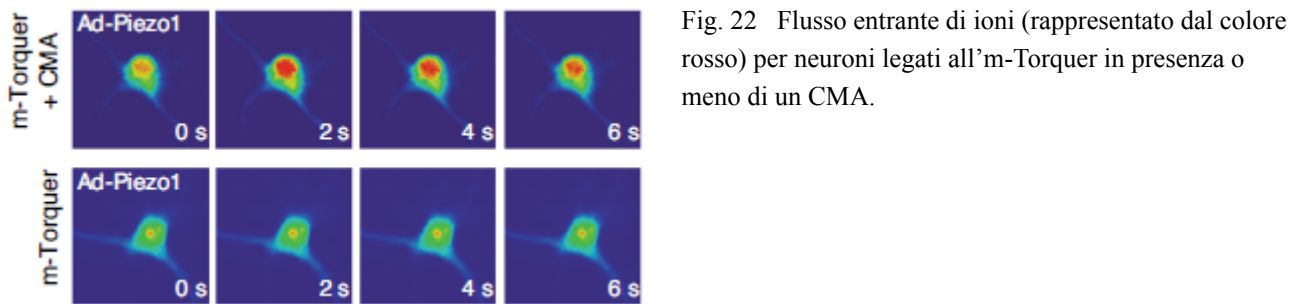 m-Torquer
+ CMA
Ad-Piezo1
0 s
2 s
4 s
6 s
m-Torquer
Ad-Piezo1
0 s
2 s
4 s
6 s
Fig. 22 Flusso entrante di ioni (rappresentato dal colore
rosso) per neuroni legati all’m-Torquer in presenza o
meno di un CMA.